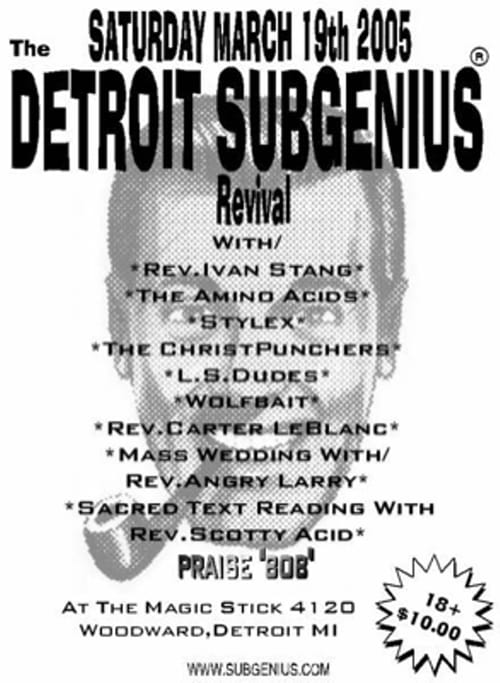 SATURDAY MARCH 19th 2005
The
DETROIT SUBGENIUS®
Revival
WITH/
*REV.IVAN STANG*
*THE AMINO ACIDS*
*STYLEX*
*THE CHRISTPUNCHERS*
*L.S.DUDES*
*WOLFBAIT*
*REV.CARTER LEBLANC*
*MASS WEDDING WITH/
REV.ANGRY LARRY*
*SACRED TEXT READING WITH
REV.SCOTTY ACID*
PRAISE 'BOB'
AT THE MAGIC STICK 4120
WOODWARD,DETROIT MI
18+
$10.00
WWW.SUBGENIUS.COM